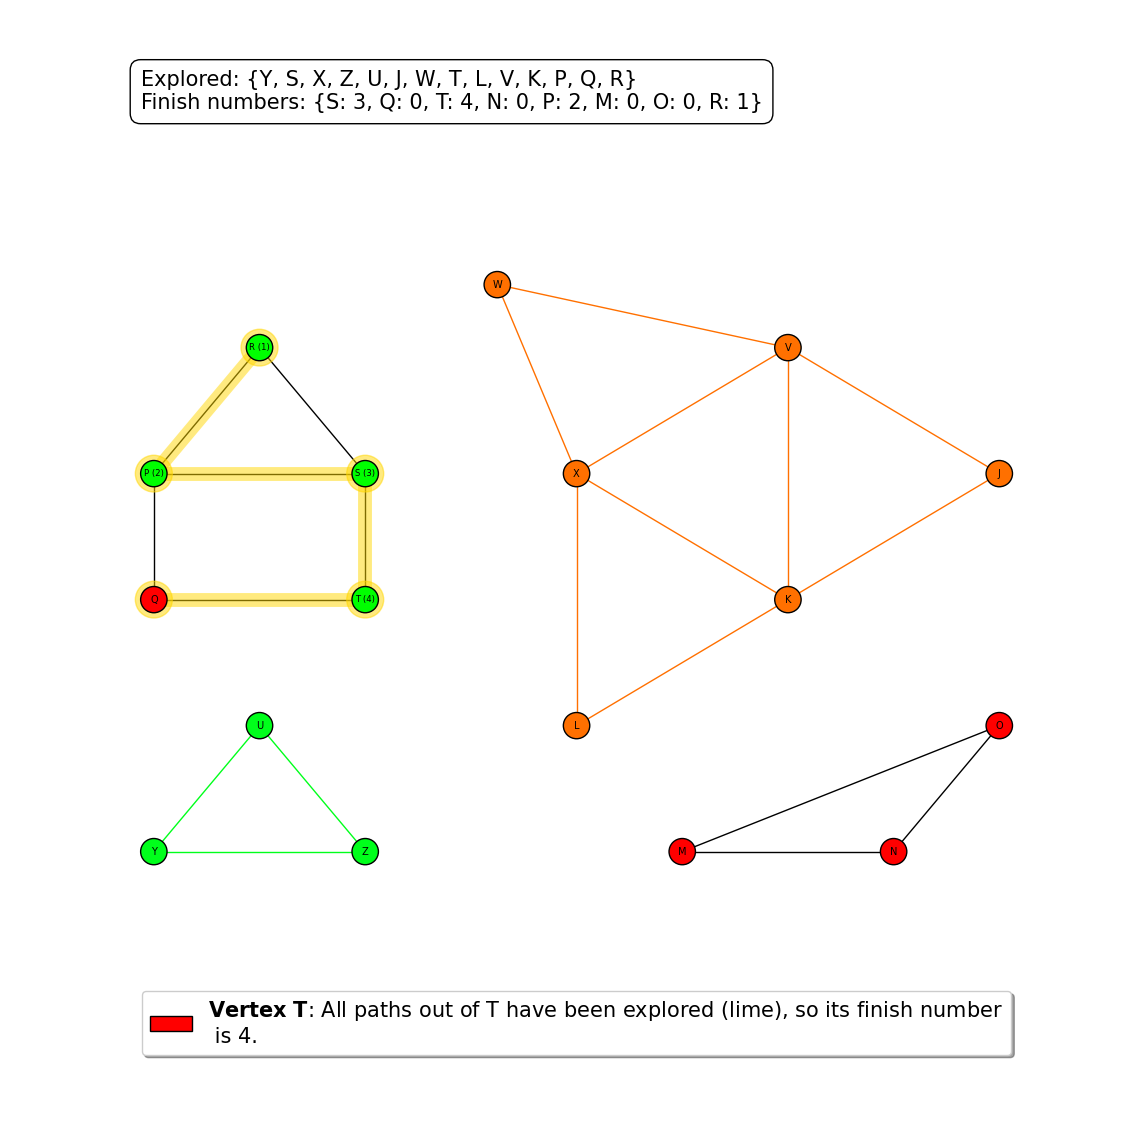 Explored: {Y, S, X, Z, U, J, W, T, L, V, K, P, Q, R}
Finish numbers: {S: 3, Q: 0, T: 4, N: 0, P: 2, M: 0, O: 0, R: 1}
W
R (1)
V
P (2)
S (3)
X
J
Q
T (4)
K
U
L
O
Y
Z
M
N
Vertex T: All paths out of T have been explored (lime), so its finish number
is 4.